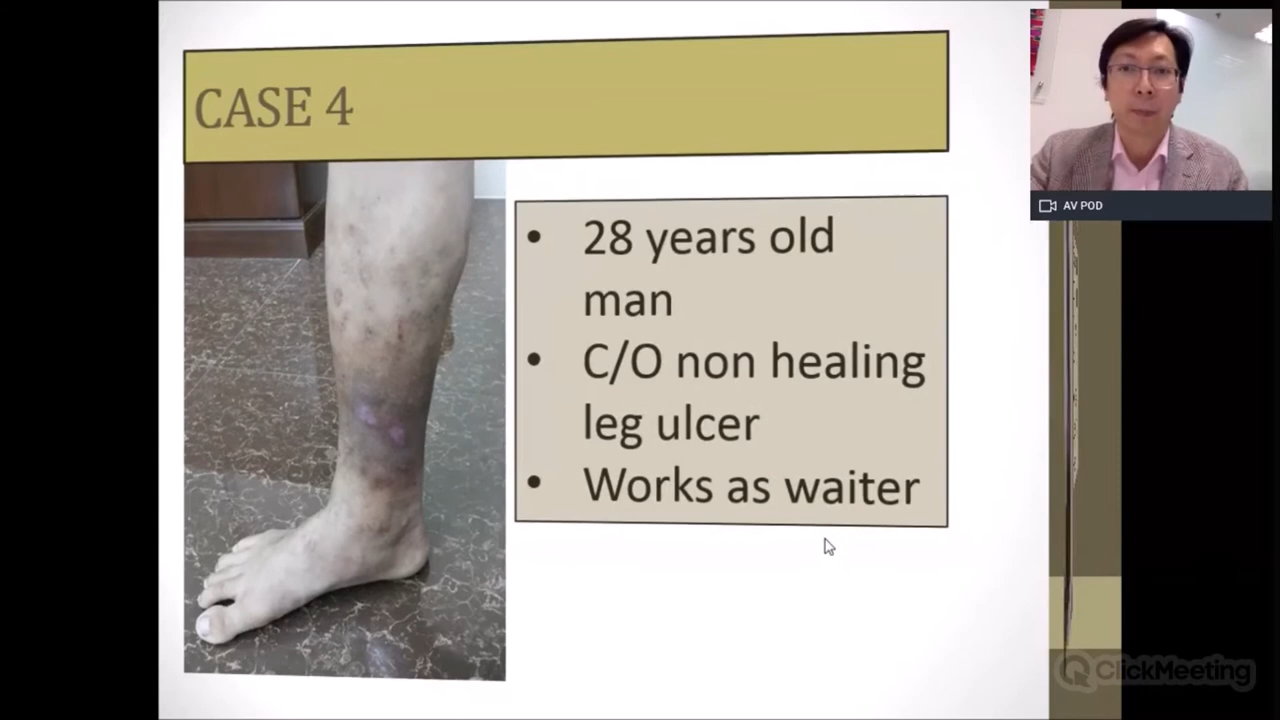 CASE 4
• 28 years old
man
• C/O non healing
leg ulcer
• Works as waiter
AV POD
ClickMeeting